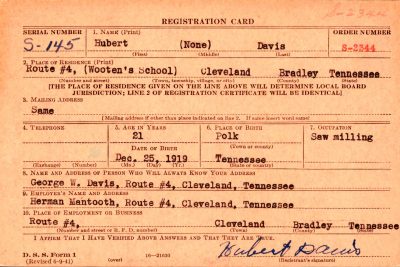 REGISTRATION CARD S-2344
SERIAL NUMBER 1. NAME (Print) ORDER NUMBER
S-145 Hubert (None) Davis S-2344
(First) (Middle) (Last)
2. PLACE OF RESIDENCE (Print)
Route #4, (Wooten's School) Cleveland Bradley Tennessee
(Number and street) (Town, township, village, or city) (County) (State)
[THE PLACE OF RESIDENCE GIVEN ON THE LINE ABOVE WILL DETERMINE LOCAL BOARD
JURISDICTION; LINE 2 OF REGISTRATION CERTIFICATE WILL BE IDENTICAL]
3. MAILING ADDRESS
Same
[Mailing address if other than place indicated on line 2. If same insert word same]
4. TELEPHONE 5. AGE IN YEARS 6. PLACE OF BIRTH 7. OCCUPATION
21 Polk Saw milling
DATE OF BIRTH (Town or county)
Dec. 25, 1919 Tennessee
(Exchange) (Number) (Mo.) (Day) (Yr.) (State or country)
8. NAME AND ADDRESS OF PERSON WHO WILL ALWAYS KNOW YOUR ADDRESS
George W. Davis, Route #4, Cleveland, Tennessee
9. EMPLOYER'S NAME AND ADDRESS
Herman Mantooth, Route #4, Cleveland, Tennessee
10. PLACE OF EMPLOYMENT OR BUSINESS
Route #4, Cleveland Bradley Tennessee
(Number and street or R. F. D. number) (Town) (County) (State)
I AFFIRM THAT I HAVE VERIFIED ABOVE ANSWERS AND THAT THEY ARE TRUE.
Hubert Davis
D. S. S. Form 1
(Revised 6-9-41) (over) 16—21630 (Registrant's signature)